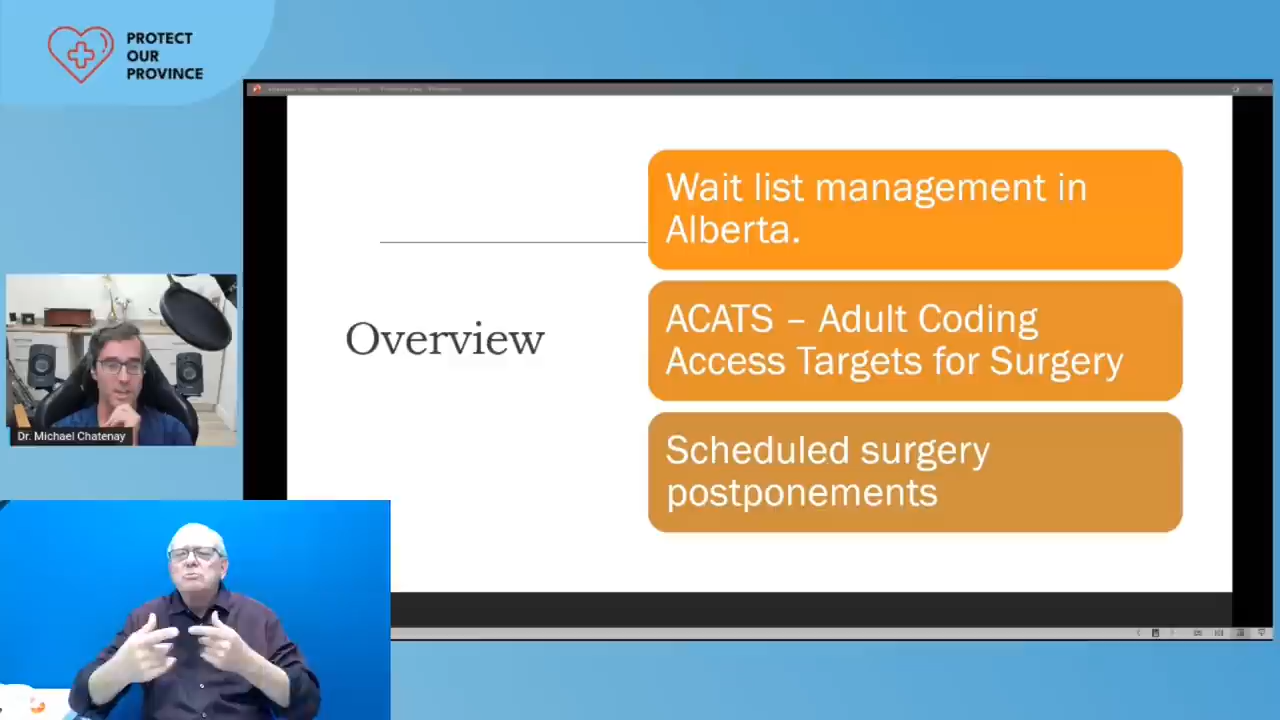 PROTECT
OUR
PROVINCE
Overview
Wait list management in
Alberta.
ACATS – Adult Coding
Access Targets for Surgery
Scheduled surgery
postponements
Dr. Michael Chatenay